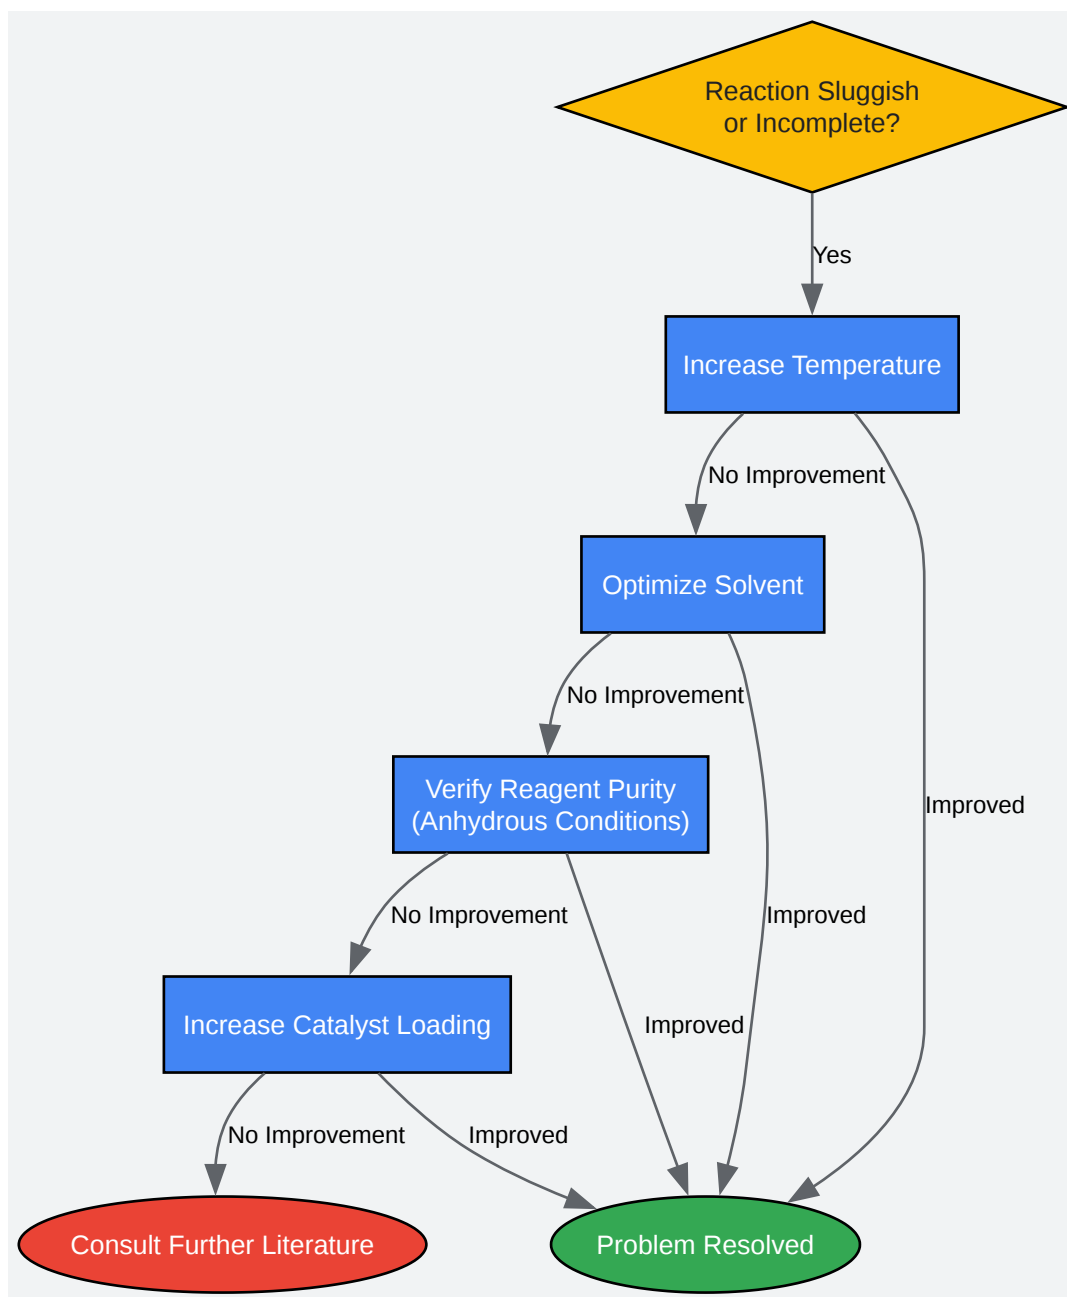 Reaction Sluggish
or Incomplete?
Yes
Increase Temperature
No Improvement
Optimize Solvent
No Improvement
Verify Reagent Purity
(Anhydrous Conditions)
Improved
No Improvement
Improved
Increase Catalyst Loading
Improved
No Improvement
Improved
Consult Further Literature
Problem Resolved